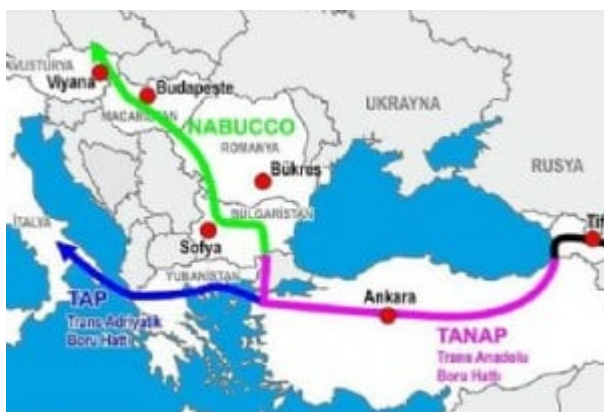 AVUSTURYA
Viyana
Budapeşte
MACARİSTAN
UKRAYNA
NABUCCO
ROMANYA
RUSYA
Bükreş
BULGARİSTAN
İTALYA
Sofya
Tif
YUNANİSTAN
TAP
Trans Adriyatik
Boru Hattı
Ankara
TANAP
Trans Anadolu
Boru Hattı